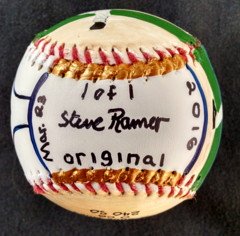 1 of 1
Steve Ramer
original
Mar. 23
2016